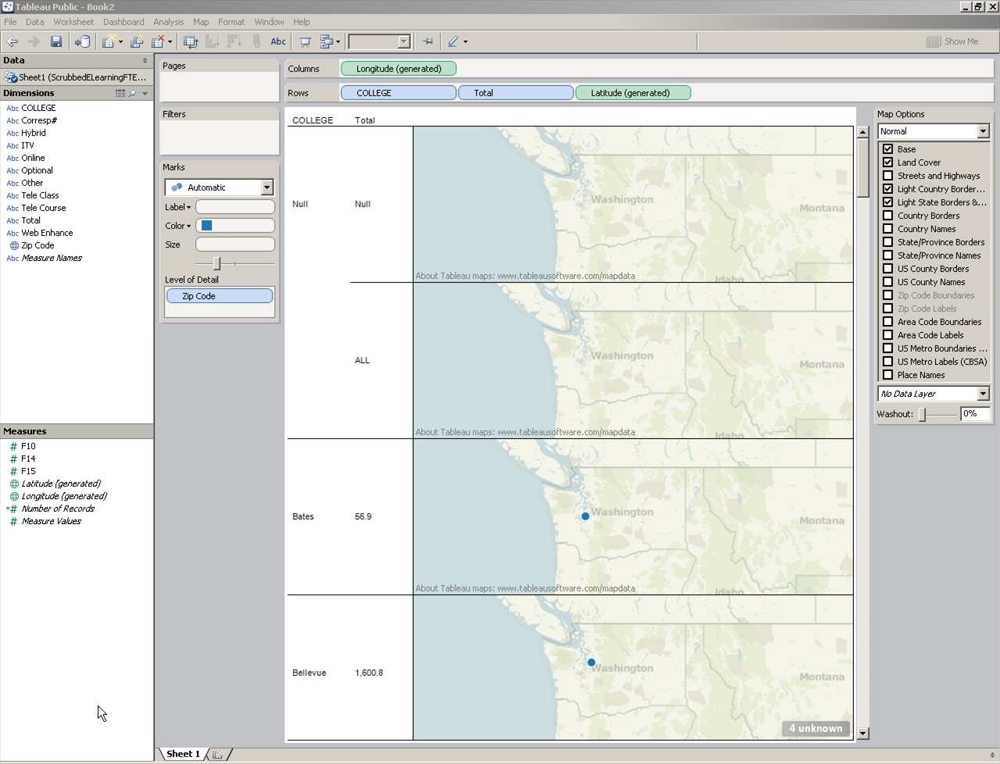 Tableau Public - Book2
File Data Worksheet Dashboard Analysis Map Format Window Help
Abc
Show Me
Data
Sheet1 (ScrubbedELearningFTE...
Dimensions
Abc COLLEGE
Abc Corresp#
Abc Hybrid
Abc ITV
Abc Online
Abc Optional
Abc Other
Abc Tele Class
Abc Tele Course
Abc Total
Abc Web Enhance
Zip Code
Abc Measure Names
Measures
# F10
# F14
# F15
Latitude (generated)
Longitude (generated)
=# Number of Records
# Measure Values
Pages
Filters
Marks
Automatic
Label
Color
Size
Level of Detail
Zip Code
Columns Longitude (generated)
Rows COLLEGE Total Latitude (generated)
COLLEGE Total
Null Null
Washington
Montana
Idaho
About Tableau maps: www.tableausoftware.com/mapdata
ALL
Washington
Montana
Idaho
About Tableau maps: www.tableausoftware.com/mapdata
Bates 56.9
Washington
Montana
Idaho
About Tableau maps: www.tableausoftware.com/mapdata
Bellevue 1,600.8
Washington
Montana
4 unknown
Map Options
Normal
Base
Land Cover
Streets and Highways
Light Country Border...
Light State Borders &...
Country Borders
Country Names
State/Province Borders
State/Province Names
US County Borders
US County Names
Zip Code Boundaries
Zip Code Labels
Area Code Boundaries
Area Code Labels
US Metro Boundaries ...
US Metro Labels (CBSA)
Place Names
No Data Layer
Washout: 0%
Sheet 1